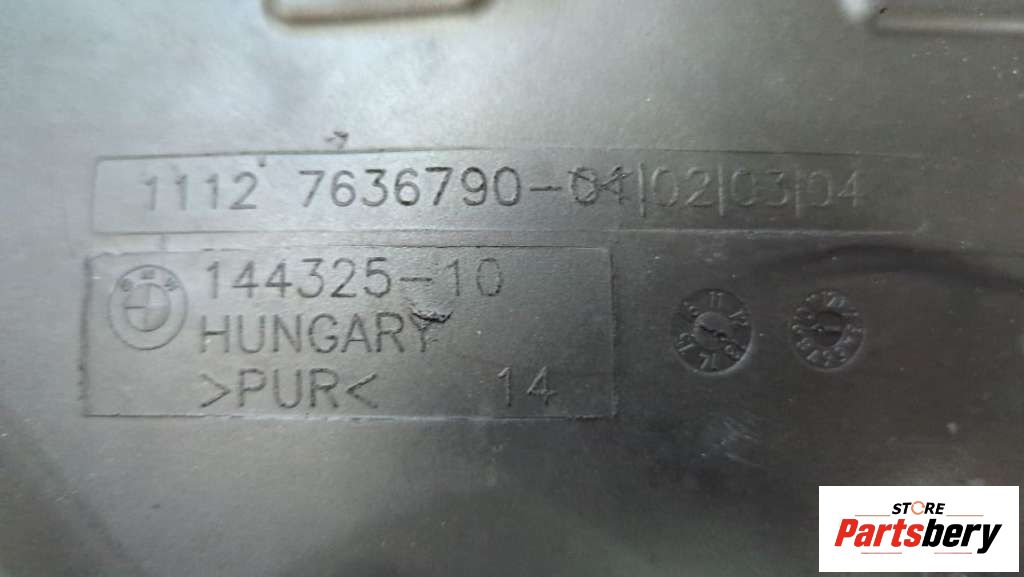 1112 7636790-01|02|03|04
144325-10
HUNGARY
>PUR< 14
STORE
Partsbery